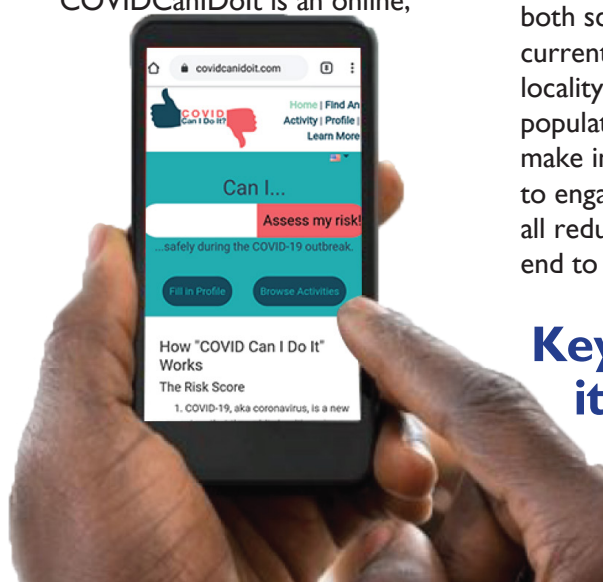 COVIDCanIDoIt is an online,
covidcanidoit.com
8
COVID
Can I Do It?
Home | Find An
Activity | Profile |
Learn More
Can I...
Assess my risk!
...safely during the COVID-19 outbreak.
Fill in Profile
Browse Activities
How "COVID Can I Do It"
Works
The Risk Score
1. COVID-19, aka coronavirus, is a new
both sc
current
locality
populat
make in
to engag
all redu
end to
Key
it